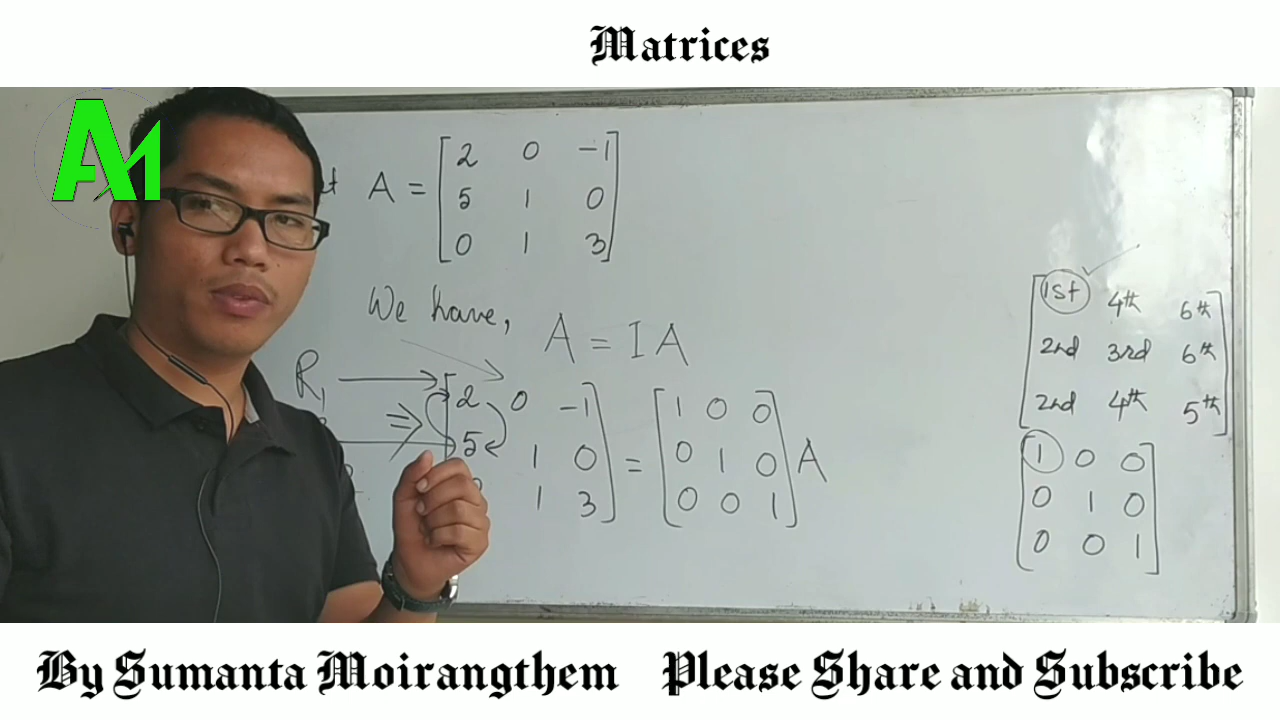 Matrices
AM
A = [2 0 -1
5 1 0
0 1 3]
We have,
A = IA
R₁ → [2 0 -1
⇒ 5 1 0
1 3] = [1 0 0
0 1 0
0 0 1] A
[1st 4th 6th
2nd 3rd 6th
2nd 4th 5th]
[1 0 0
0 1 0
0 0 1]
By Sumanta Moirangthem Please Share and Subscribe